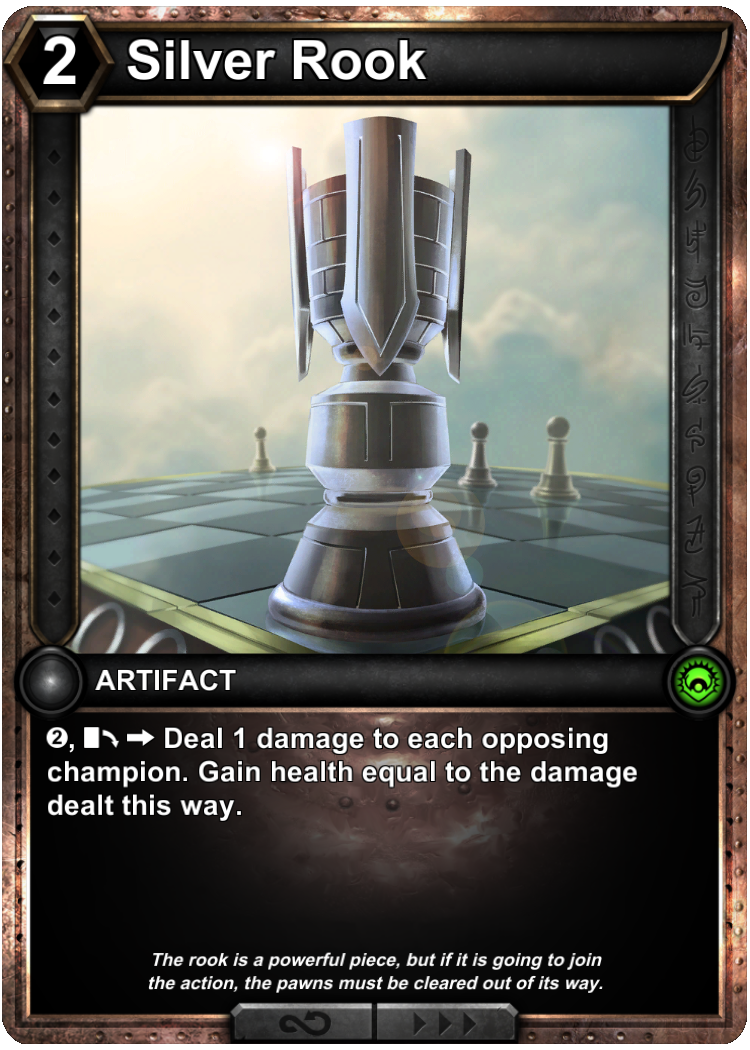 2 Silver Rook
ARTIFACT
❷, ➡ Deal 1 damage to each opposing
champion. Gain health equal to the damage
dealt this way.
The rook is a powerful piece, but if it is going to join
the action, the pawns must be cleared out of its way.